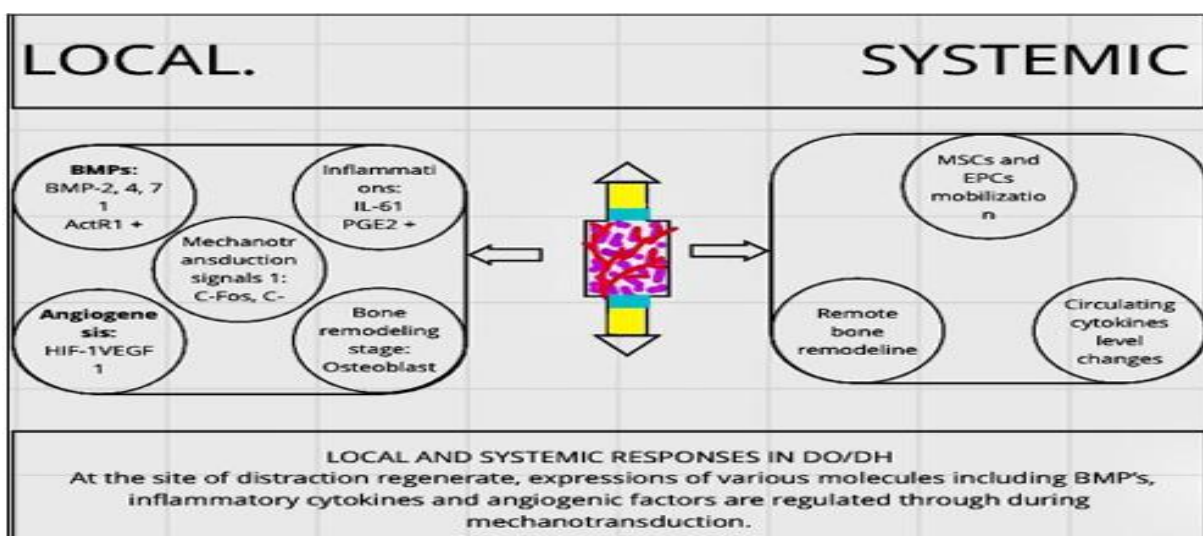 LOCAL.
SYSTEMIC
BMPs:
BMP-2, 4, 7
1
ActR1 +
Inflammati
ons:
IL-61
PGE2 +
Mechanotr
ansduction
signals 1:
C-Fos, C-
Angiogene
sis:
HIF-1VEGF
1
Bone
remodeling
stage:
Osteoblast
MSCs and
EPCs
mobilizatio
n
Remote
bone
remodeline
Circulating
cytokines
level
changes
LOCAL AND SYSTEMIC RESPONSES IN DO/DH
At the site of distraction regenerate, expressions of various molecules including BMP's,
inflammatory cytokines and angiogenic factors are regulated through during
mechanotransduction.